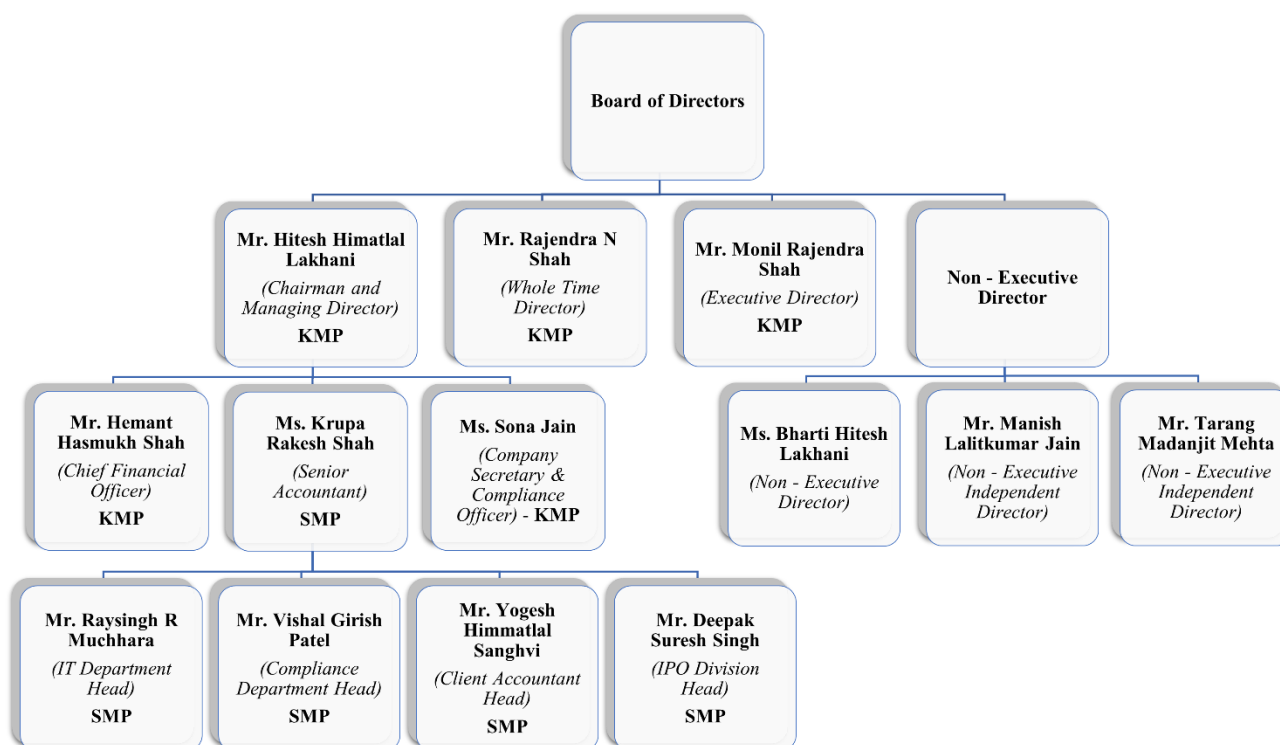 Board of Directors
Mr. Hitesh Himatlal
Lakhani
(Chairman and
Managing Director)
KMP
Mr. Rajendra N
Shah
(Whole Time
Director)
KMP
Mr. Monil Rajendra
Shah
(Executive Director)
KMP
Non - Executive
Director
Mr. Hemant
Hasmukh Shah
(Chief Financial
Officer)
KMP
Ms. Krupa
Rakesh Shah
(Senior
Accountant)
SMP
Ms. Sona Jain
(Company
Secretary &
Compliance
Officer) - KMP
Ms. Bharti Hitesh
Lakhani
(Non - Executive
Director)
Mr. Manish
Lalitkumar Jain
(Non - Executive
Independent
Director)
Mr. Tarang
Madanjit Mehta
(Non - Executive
Independent
Director)
Mr. Raysingh R
Muchhara
(IT Department
Head)
SMP
Mr. Vishal Girish
Patel
(Compliance
Department Head)
SMP
Mr. Yogesh
Himmatlal
Sanghvi
(Client Accountant
Head)
SMP
Mr. Deepak
Suresh Singh
(IPO Division
Head)
SMP